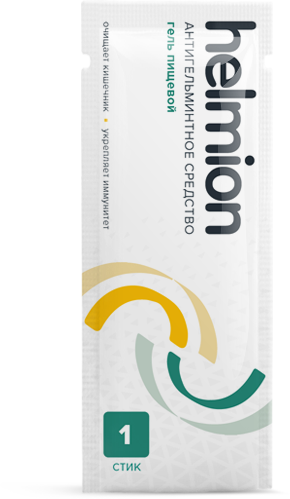 helmion
АНТИГЕЛЬМИНТНОЕ СРЕДСТВО
гель пищевой
очищает кишечник • укрепляет иммунитет
1
СТИК